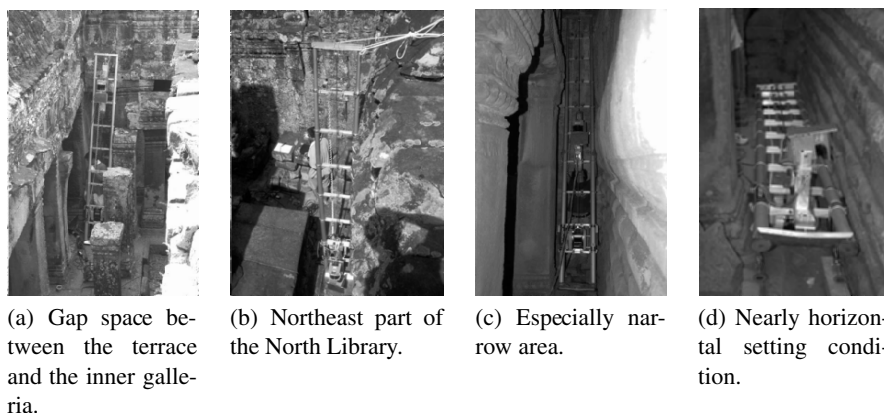 (a) Gap space be-
tween the terrace
and the inner galle-
ria.
(b) Northeast part of
the North Library.
(c) Especially nar-
row area.
(d) Nearly horizon-
tal setting condi-
tion.